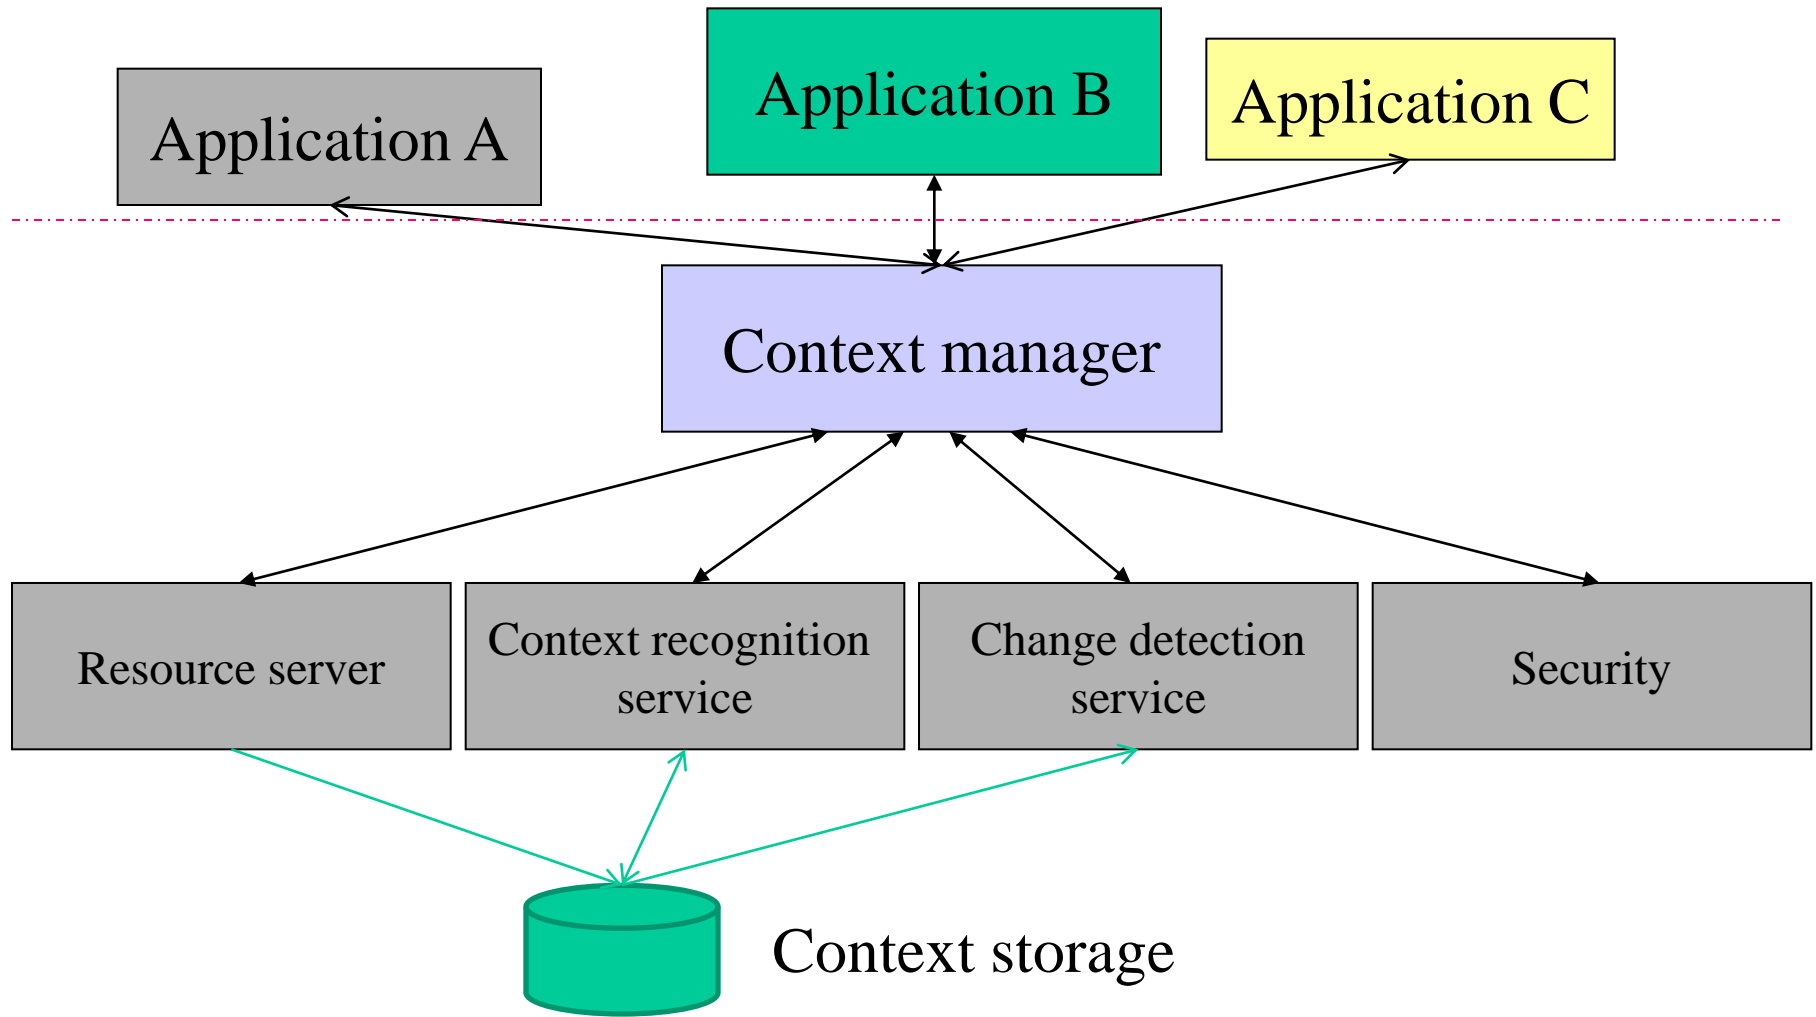 Application A
Application B
Application C
Context manager
Resource server
Context recognition
service
Change detection
service
Security
Context storage